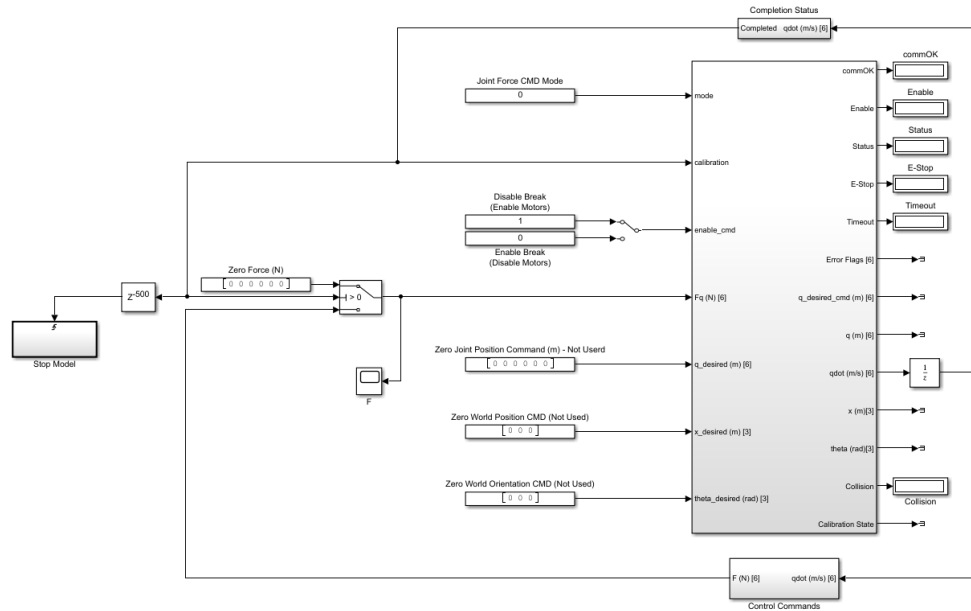 Completion Status
Completed qdot (m/s) [6]
commOK
Joint Force CMD Mode
0
mode
commOK
Enable
Enable
Status
Status
calibration
E-Stop
E-Stop
Disable Break
(Enable Motors)
1
0
Enable Break
(Disable Motors)
enable_cmd
Timeout
Timeout
Error Flags [6]
Zero Force (N)
[ 0 0 0 0 0 0 ]
Z-500
> 0
Fq (N) [6]
q_desired_cmd (m) [6]
Stop Model
q (m) [6]
Zero Joint Position Command (m) - Not Userd
[ 0 0 0 0 0 0 ]
q_desired (m) [6]
qdot (m/s) [6]
1
z
F
Zero World Position CMD (Not Used)
[ 0 0 0 ]
x_desired (m) [3]
x (m)[3]
theta (rad)[3]
Zero World Orientation CMD (Not Used)
[ 0 0 0 ]
theta_desired (rad) [3]
Collision
Collision
Calibration State
F (N) [6] qdot (m/s) [6]
Control Commands